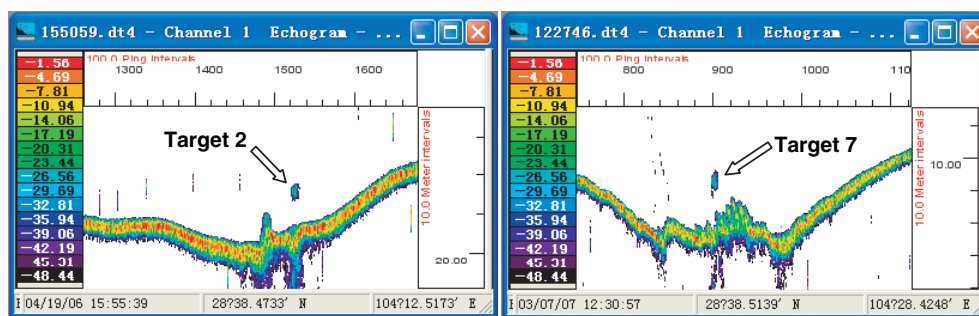 155059.dt4 - Channel 1 Echogram - ...
-1.56
-4.69
-7.81
-10.94
-14.06
-17.19
-20.31
-23.44
-26.56
-29.69
-32.81
-35.94
-39.06
-42.19
45.31
-48.44
100.0 Ping Intervals
1300 1400 1500 1600
Target 2
10.0 Meter intervals
20.00
04/19/06 15:55:39 28?38.4733' N 104?12.5173' E
122746.dt4 - Channel 1 Echogram - ...
-1.56
-4.69
-7.81
-10.94
-14.06
-17.19
-20.31
-23.44
-26.56
-29.69
-32.81
-35.94
-39.06
-42.19
45.31
-48.44
100.0 Ping Intervals
800 900 1000 110
Target 7
10.0 Meter intervals
10.00
03/07/07 12:30:57 28?38.5139' N 104?28.4248' E